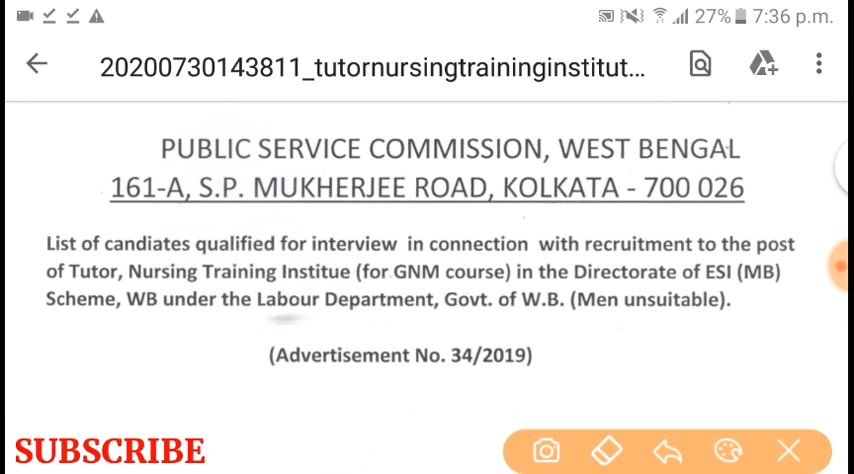 27% 7:36 p.m.
20200730143811_tutornursingtraininginstitut...
PUBLIC SERVICE COMMISSION, WEST BENGAL
161-A, S.P. MUKHERJEE ROAD, KOLKATA - 700 026
List of candiates qualified for interview in connection with recruitment to the post
of Tutor, Nursing Training Institue (for GNM course) in the Directorate of ESI (MB)
Scheme, WB under the Labour Department, Govt. of W.B. (Men unsuitable).
(Advertisement No. 34/2019)
SUBSCRIBE